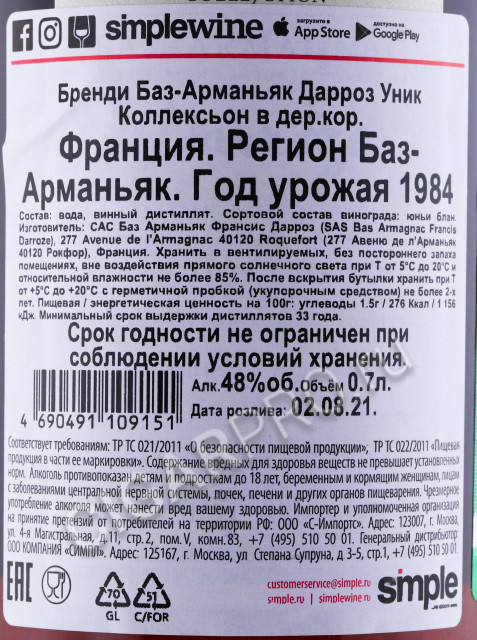 COLLECTION
simplewine загрузите в App Store доступно на Google Play
Бренди Баз-Арманьяк Дарроз Уник
Коллексьон в дер.кор.
Франция. Регион Баз-
Арманьяк. Год урожая 1984
Состав: вода, винный дистиллят. Сортовой состав винограда: юньи блан.
Изготовитель: САС Баз Арманьяк Франсис Дарроз (SAS Bas Armagnac Francis
Darroze), 277 Avenue de l'Armagnac 40120 Roquefort (277 Авеню де л'Арманьяк
40120 Рокфор), Франция. Хранить в вентилируемых, без постороннего запаха
помещениях, вне воздействия прямого солнечного света при Т от 5°С до 20°С и
относительной влажности не более 85%. После вскрытия бутылки хранить при Т
от +5°С до +20°С с герметичной пробкой (укупорочным средством) не более 2-х
лет. Пищевая / энергетическая ценность на 100г: углеводы 1.5г / 276 Ккал / 1 156
кДж. Минимальный срок выдержки дистиллятов 33 года.
Срок годности не ограничен при
соблюдении условий хранения.
Алк.48%об.Объём 0.7л.
Дата розлива: 02.08.21.
4 690491 109151
Соответствует требованиям: ТР ТС 021/2011 «О безопасности пищевой продукции»; ТР ТС 022/2011 «Пищевая
продукция в части ее маркировки». Содержание вредных для здоровья веществ не превышает установленных
норм. Алкоголь противопоказан детям и подросткам до 18 лет, беременным и кормящим женщинам, лицам
с заболеваниями центральной нервной системы, почек, печени и других органов пищеварения. Чрезмерное
употребление алкоголя наносит вред вашему здоровью. Импортер и уполномоченная организация
на принятие претензий от потребителей на территории РФ: ООО «С-Импортс». Адрес: 123007, г. Москва,
ул. 4-я Магистральная, д.11, стр.2, пом.V, комн.83, +7 (495) 510 50 01. Генеральный дистрибьютор:
ООО КОМПАНИЯ «СИМПЛ». Адрес: 125167, г. Москва, ул Степана Супруна, д.3-5, стр.1, +7 (495) 510 50 01.
EAC 70 GL 51 C/FOR
customerservice@simple.ru
simple.ru | simplewine.ru
simple
CIGARPRO.RU